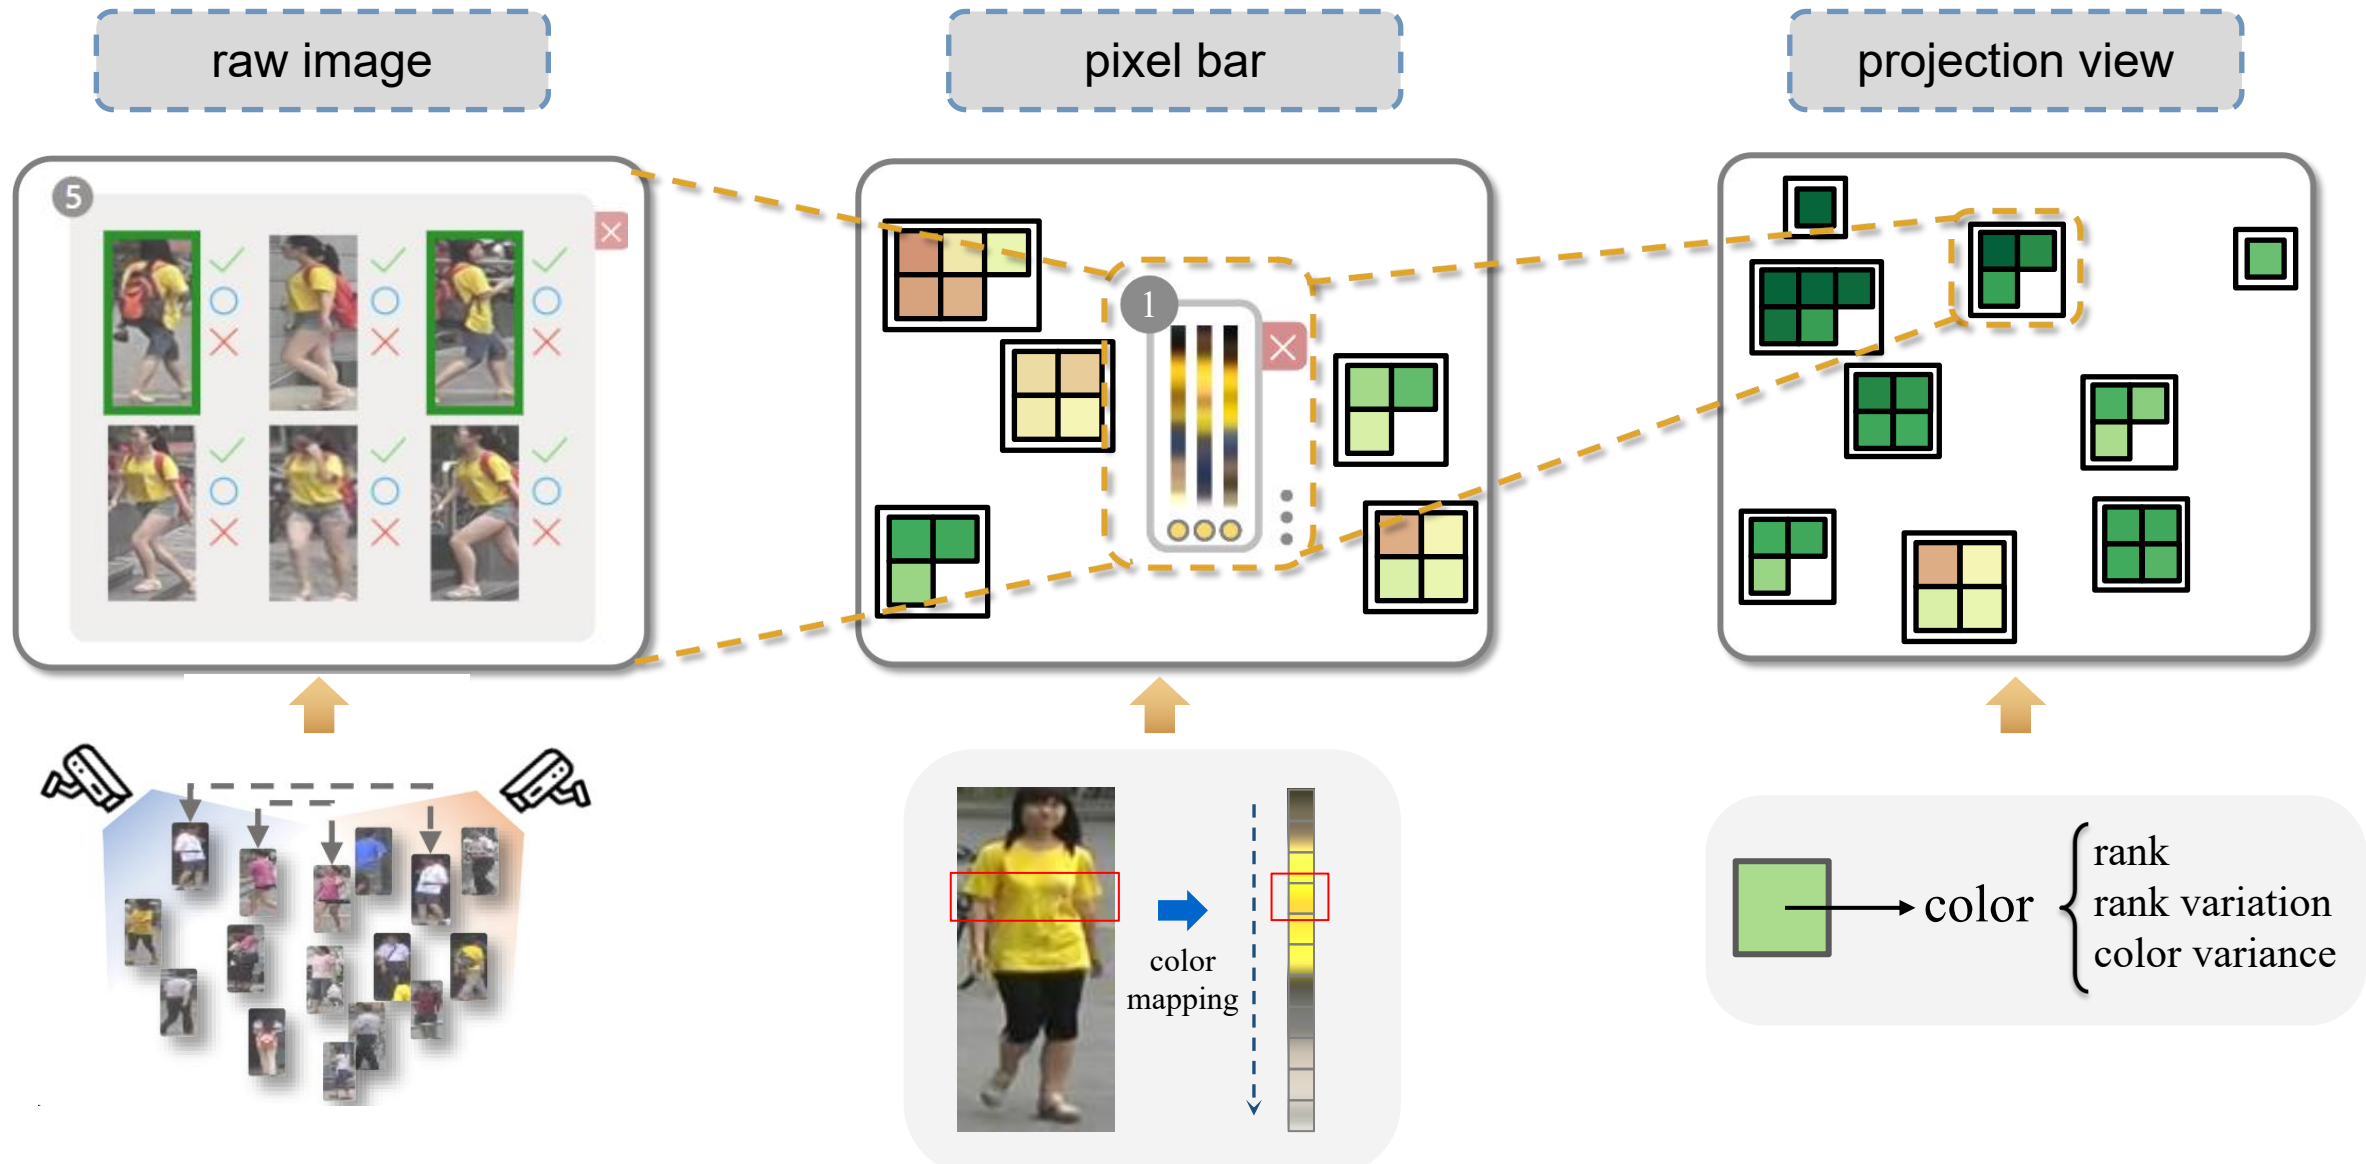 raw image
pixel bar
projection view
5
1
color
mapping
color
rank
rank variation
color variance